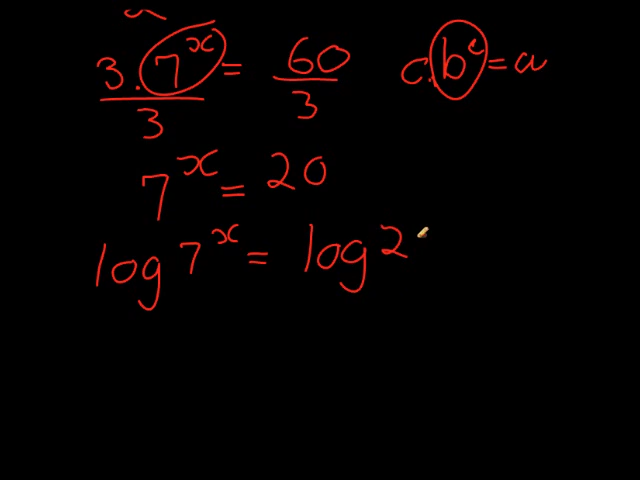 3.7^x/3 = 60/3 c.b^c=a
7^x = 20
log 7^x = log 2